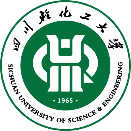 四川轻化工大学
·1965·
SICHUAN UNIVERSITY OF SCIENCE & ENGINEERING